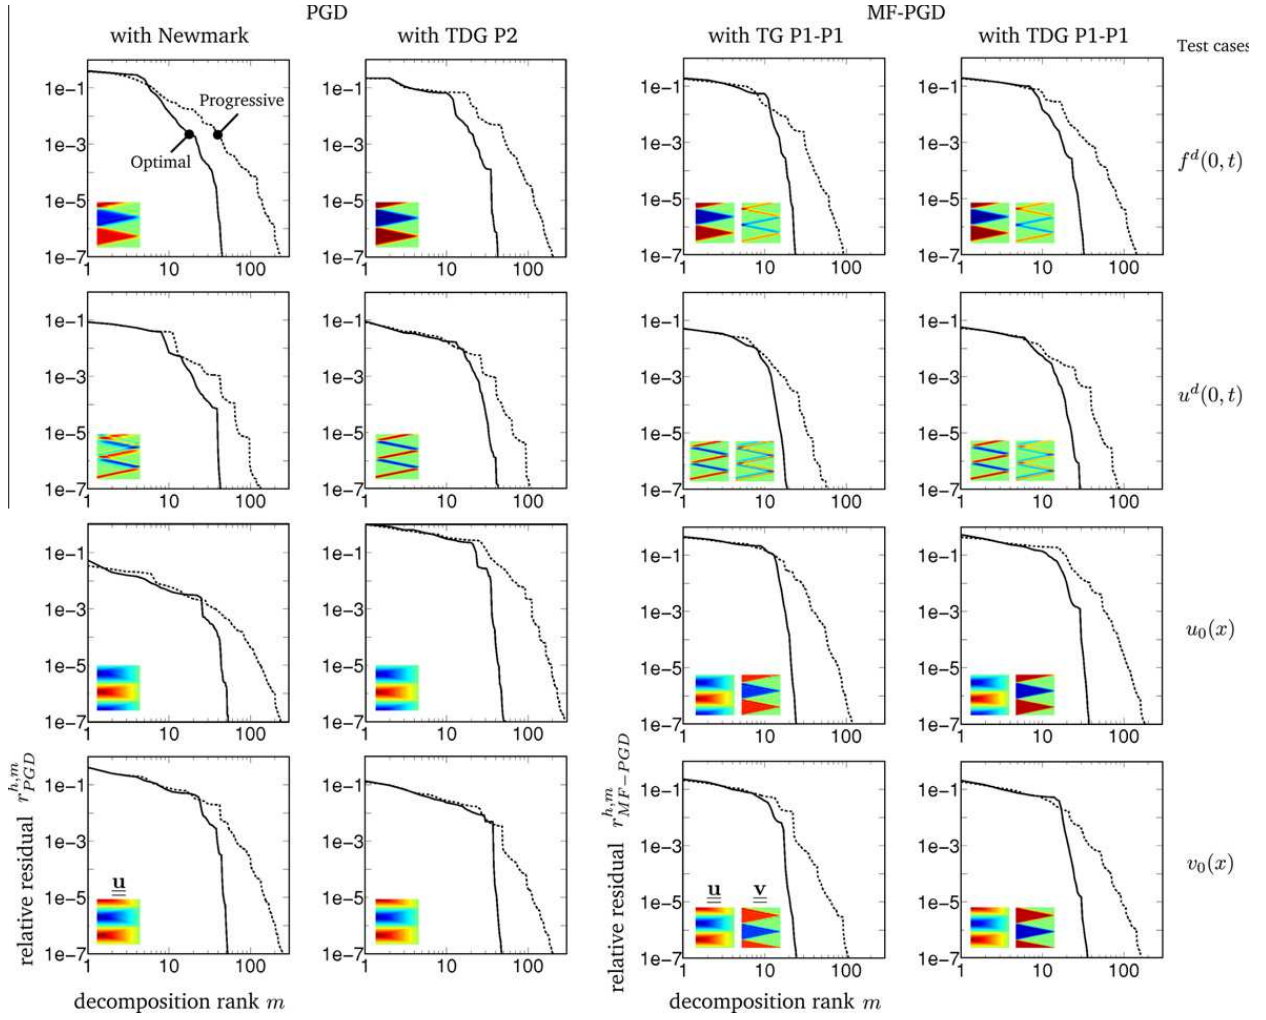 PGD
MF-PGD
with Newmark
with TDG P2
with TG P1-P1
with TDG P1-P1
Test cases
1e−1
1e−3
1e−5
1e−7
1 10 100
Progressive
Optimal
1e−1
1e−3
1e−5
1e−7
1 10 100
1e−1
1e−3
1e−5
1e−7
1 10 100
1e−1
1e−3
1e−5
1e−7
1 10 100
f^d(0, t)
1e−1
1e−3
1e−5
1e−7
1 10 100
1e−1
1e−3
1e−5
1e−7
1 10 100
1e−1
1e−3
1e−5
1e−7
1 10 100
1e−1
1e−3
1e−5
1e−7
1 10 100
u^d(0, t)
1e−1
1e−3
1e−5
1e−7
1 10 100
1e−1
1e−3
1e−5
1e−7
1 10 100
1e−1
1e−3
1e−5
1e−7
1 10 100
1e−1
1e−3
1e−5
1e−7
1 10 100
u_0(x)
relative residual r^{h,m}_{PGD}
1e−1
1e−3
1e−5
1e−7
1 10 100
u
1e−1
1e−3
1e−5
1e−7
1 10 100
relative residual r^{h,m}_{MF−PGD}
1e−1
1e−3
1e−5
1e−7
1 10 100
u v
1e−1
1e−3
1e−5
1e−7
1 10 100
v_0(x)
decomposition rank m
decomposition rank m